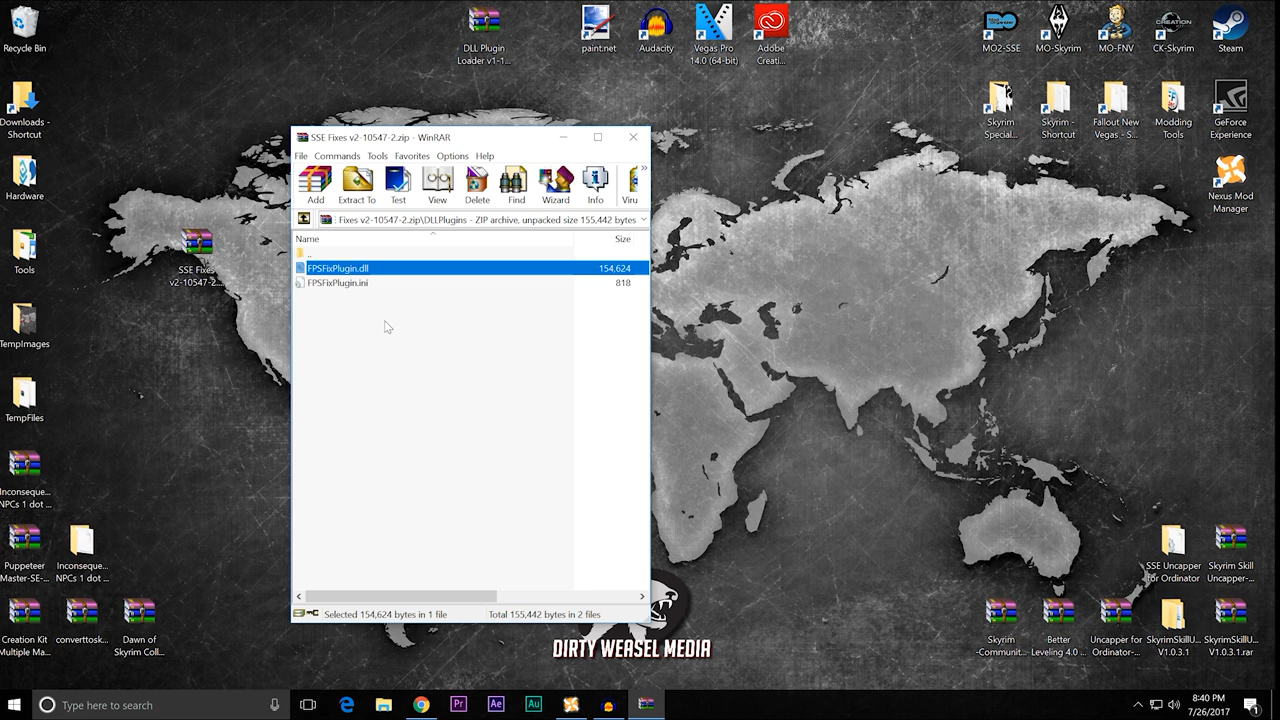 Recycle Bin
Downloads -
Shortcut
Hardware
Tools
TempImages
TempFiles
Inconseque...
NPCs 1 dot ...
Puppeteer
Master-SE-...
Inconseque...
NPCs 1 dot ...
Creation Kit
Multiple Ma...
converttosk...
Dawn of
Skyrim Coll...
SSE Fixes
v2-10547-2....
DLL Plugin
Loader v1-1...
paint.net
Audacity
Vegas Pro
14.0 (64-bit)
Adobe
Creati...
MO2-SSE
MO-Skyrim
MO-FNV
CK-Skyrim
Steam
Skyrim
Special...
Skyrim -
Shortcut
Fallout New
Vegas - S...
Modding
Tools
GeForce
Experience
Nexus Mod
Manager
SSE Fixes v2-10547-2.zip - WinRAR
File Commands Tools Favorites Options Help
Add Extract To Test View Delete Find Wizard Info Viru
Fixes v2-10547-2.zip\DLLPlugins - ZIP archive, unpacked size 155,442 bytes
Name Size
..
FPSFixPlugin.dll 154,624
FPSFixPlugin.ini 818
Selected 154,624 bytes in 1 file Total 155,442 bytes in 2 files
DIRTY WEASEL MEDIA
SSE Uncapper
for Ordinator
Skyrim Skill
Uncapper-...
Skyrim
-Communit...
Better
Leveling 4.0 ...
Uncapper for
Ordinator-...
SkyrimSkillU...
V1.0.3.1
SkyrimSkillU...
V1.0.3.1.rar
Type here to search
Pr Ae Au
8:40 PM
7/26/2017
1